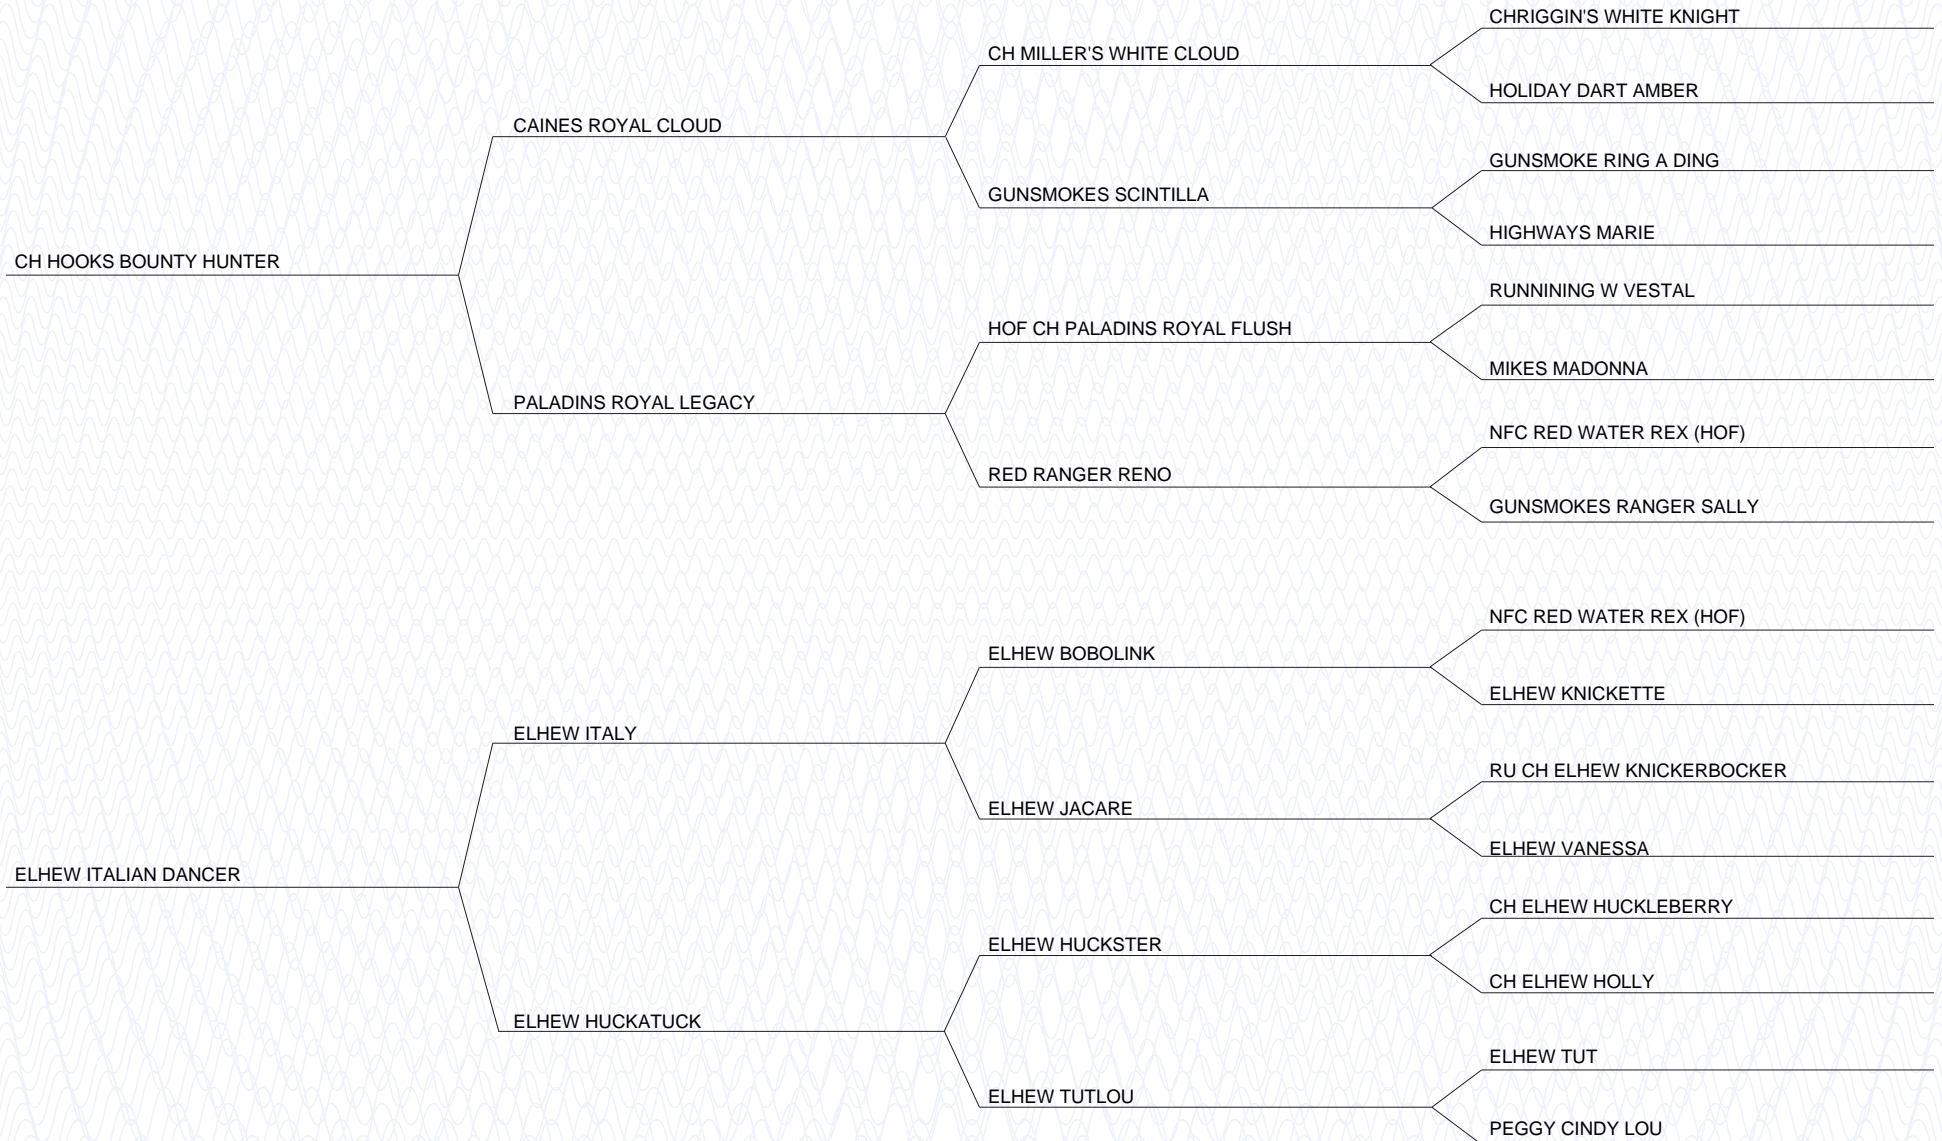 CHRIGGIN'S WHITE KNIGHT
CH MILLER'S WHITE CLOUD
HOLIDAY DART AMBER
CAINES ROYAL CLOUD
GUNSMOKE RING A DING
GUNSMOKES SCINTILLA
HIGHWAYS MARIE
CH HOOKS BOUNTY HUNTER
RUNNINING W VESTAL
HOF CH PALADINS ROYAL FLUSH
MIKES MADONNA
PALADINS ROYAL LEGACY
NFC RED WATER REX (HOF)
RED RANGER RENO
GUNSMOKES RANGER SALLY
NFC RED WATER REX (HOF)
ELHEW BOBOLINK
ELHEW KNICKETTE
ELHEW ITALY
RU CH ELHEW KNICKERBOCKER
ELHEW JACARE
ELHEW VANESSA
ELHEW ITALIAN DANCER
CH ELHEW HUCKLEBERRY
ELHEW HUCKSTER
CH ELHEW HOLLY
ELHEW HUCKATUCK
ELHEW TUT
ELHEW TUTLOU
PEGGY CINDY LOU